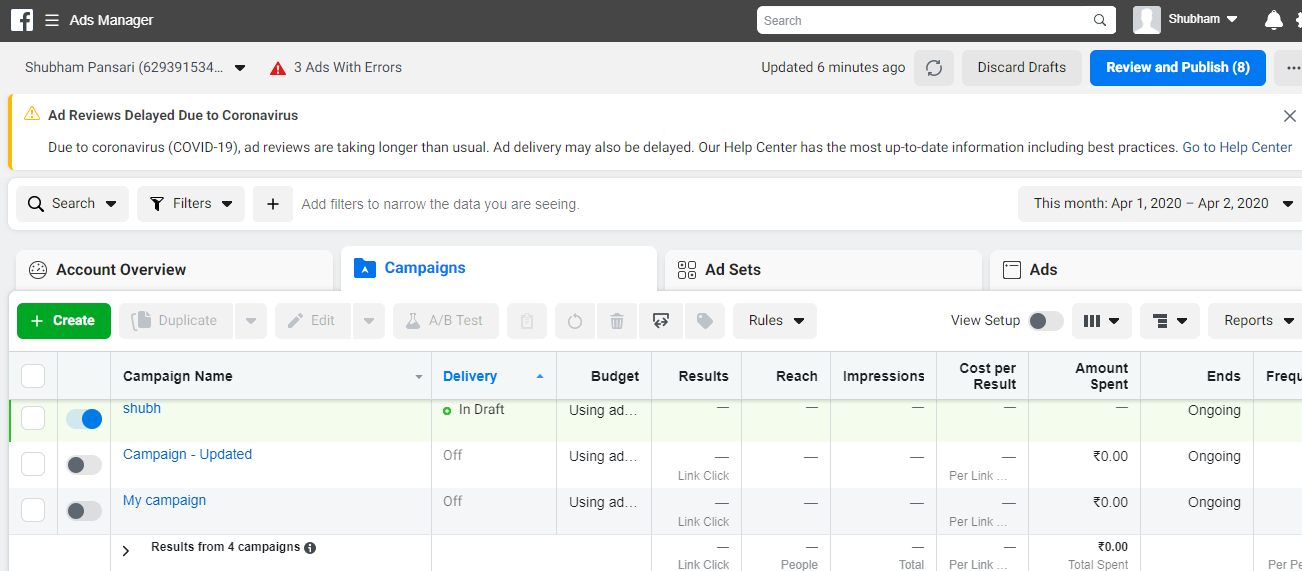 Ads Manager
Search
Shubham
Shubham Pansari (629391534...
3 Ads With Errors
Updated 6 minutes ago
Discard Drafts
Review and Publish (8)
Ad Reviews Delayed Due to Coronavirus
Due to coronavirus (COVID-19), ad reviews are taking longer than usual. Ad delivery may also be delayed. Our Help Center has the most up-to-date information including best practices. Go to Help Center
Search
Filters
+
Add filters to narrow the data you are seeing.
This month: Apr 1, 2020 – Apr 2, 2020
Account Overview
Campaigns
Ad Sets
Ads
+ Create
Duplicate
Edit
A/B Test
Rules
View Setup
Reports
Campaign Name
Delivery
Budget
Results
Reach
Impressions
Cost per Result
Amount Spent
Ends
Frequ
shubh
In Draft
Using ad...
—
—
—
—
—
Ongoing
Campaign - Updated
Off
Using ad...
—
Link Click
—
—
—
Per Link ...
₹0.00
Ongoing
My campaign
Off
Using ad...
—
Link Click
—
—
—
Per Link ...
₹0.00
Ongoing
Results from 4 campaigns
—
Link Click
—
People
—
Total
—
Per Link ...
₹0.00
Total Spent
Per Pe